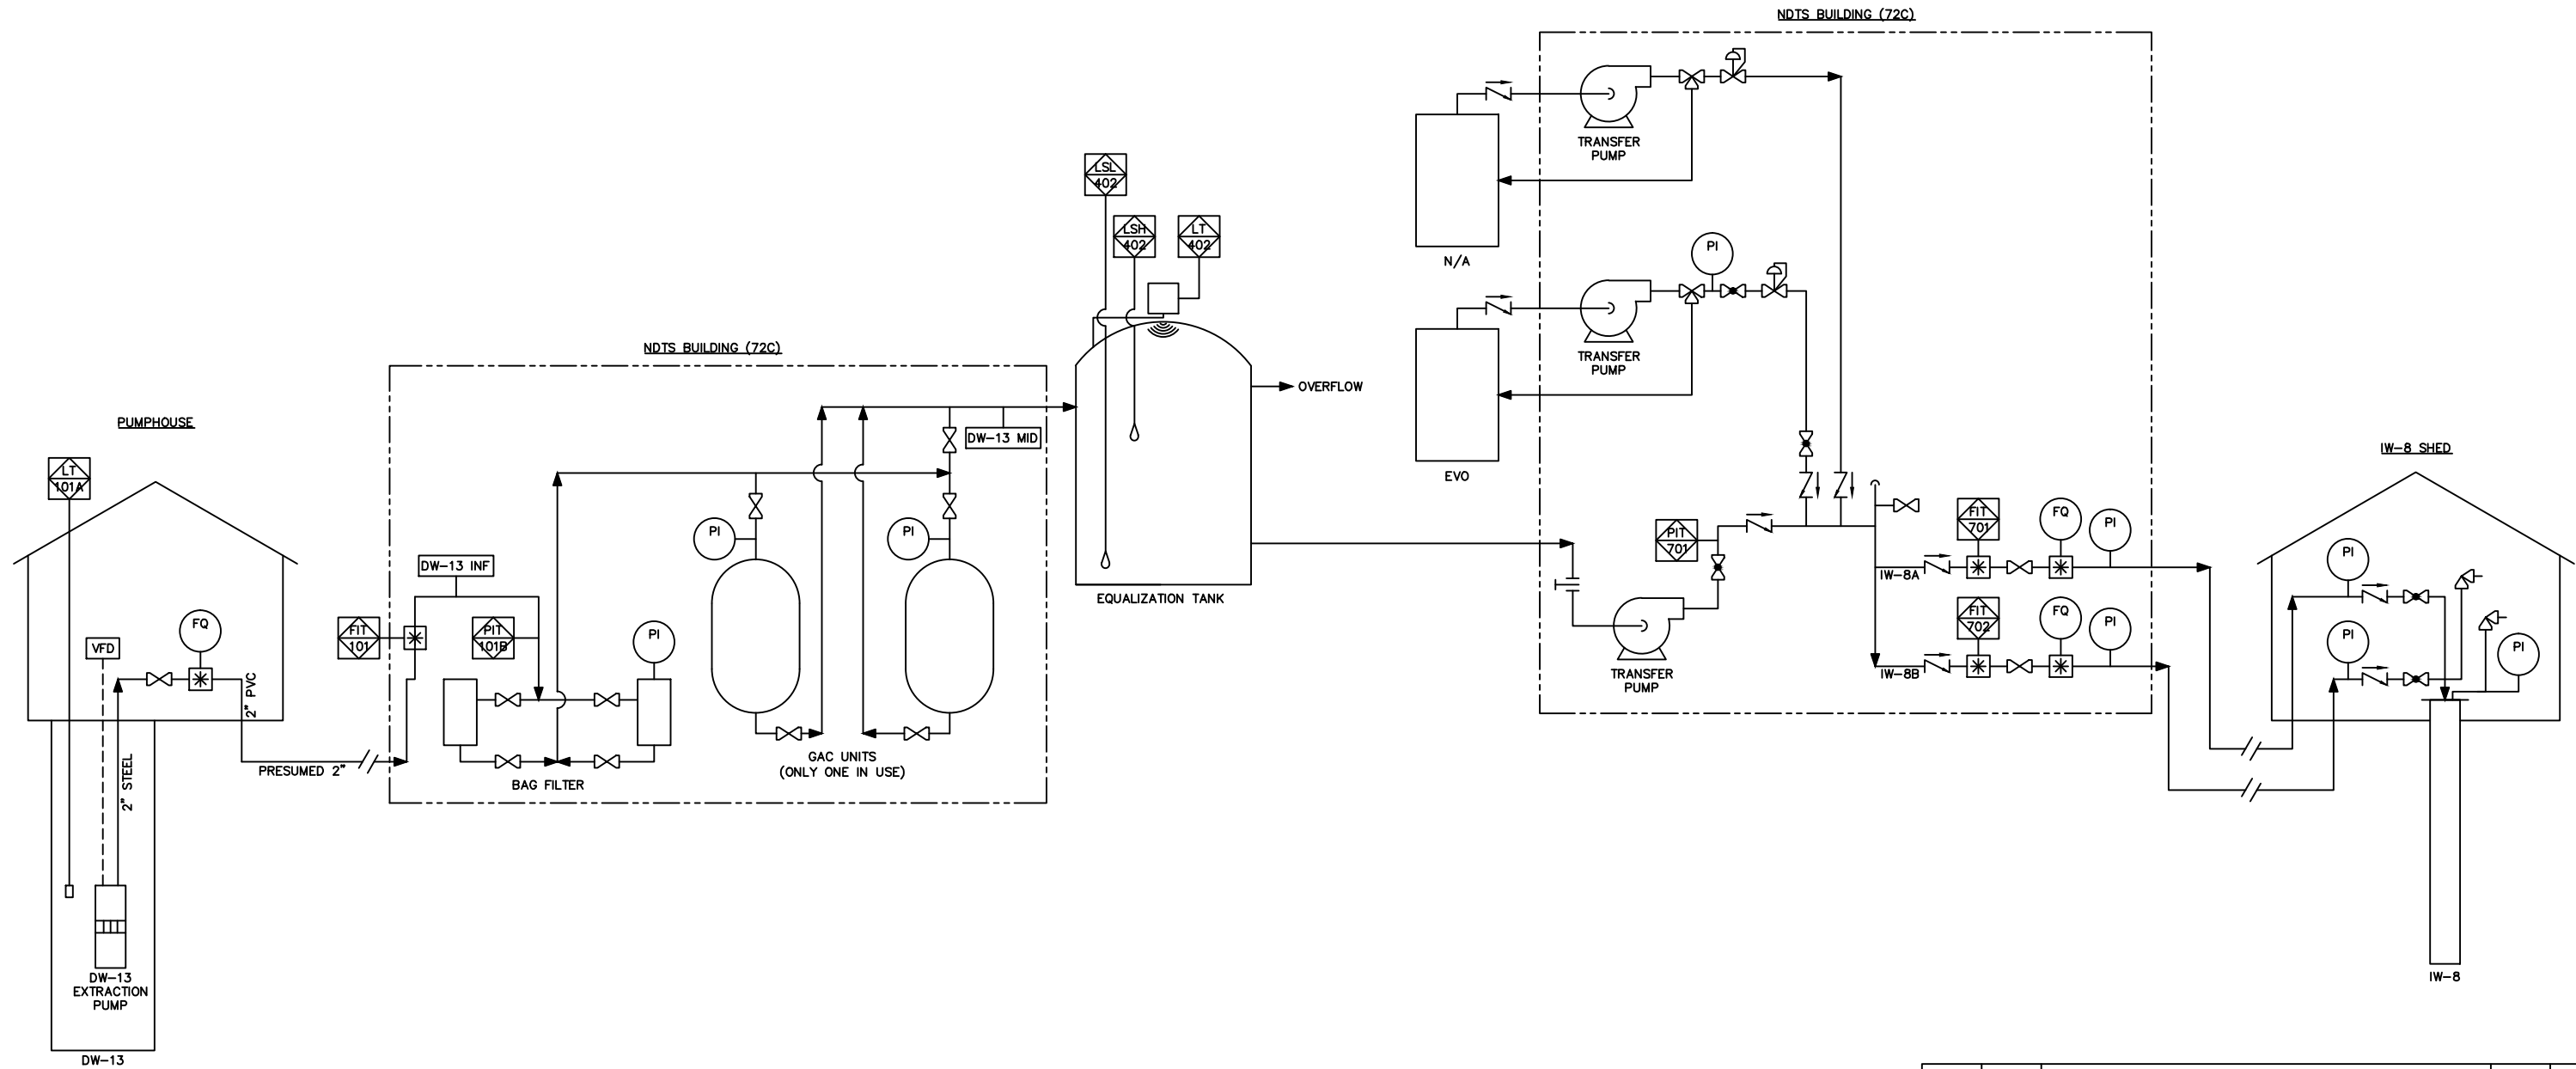 NDTS BUILDING (72C)
TRANSFER
PUMP
N/A
PI
TRANSFER
PUMP
EVO
LSL
402
LSH
402
LT
402
OVERFLOW
EQUALIZATION TANK
NDTS BUILDING (72C)
DW-13 MID
PI
PI
DW-13 INF
FIT
101
PIT
101B
PI
GAC UNITS
(ONLY ONE IN USE)
BAG FILTER
PUMPHOUSE
LT
101A
FQ
VFD
2" PVC
2" STEEL
PRESUMED 2"
DW-13
EXTRACTION
PUMP
DW-13
PIT
701
TRANSFER
PUMP
FIT
701
FQ
PI
IW-8A
FIT
702
FQ
PI
IW-8B
IW-8 SHED
PI
PI
PI
IW-8